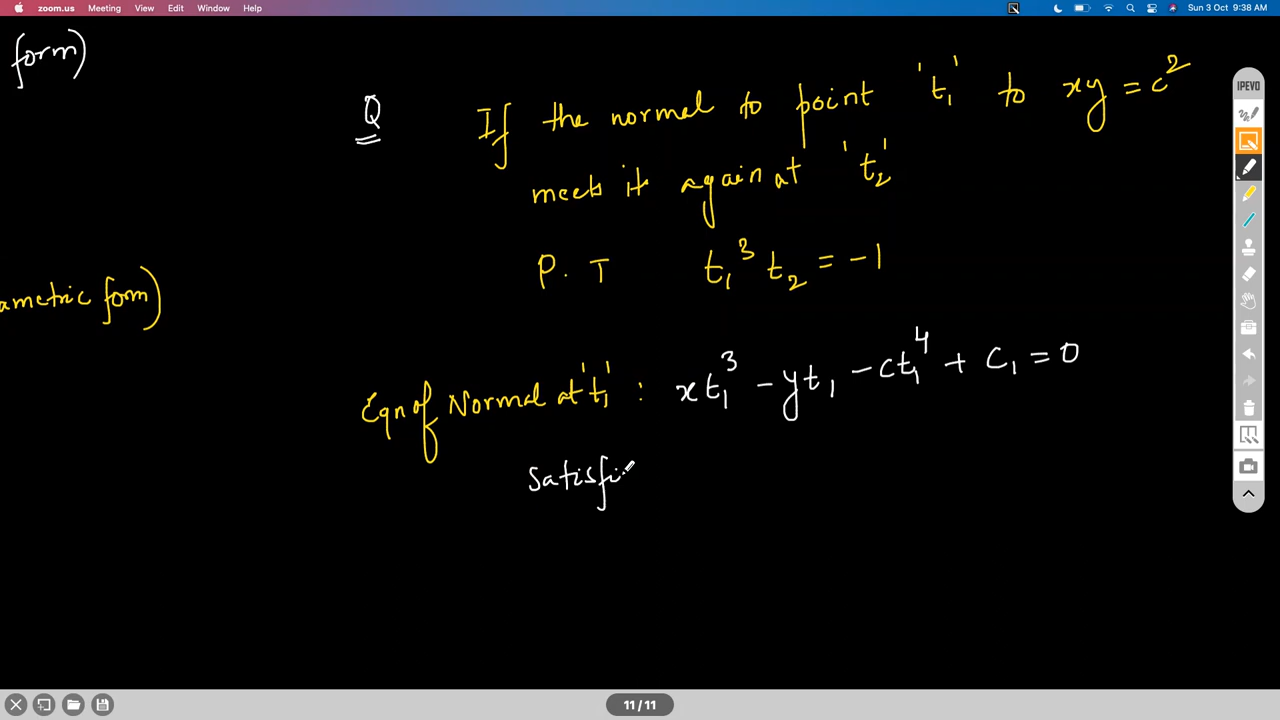 zoom.us Meeting View Edit Window Help Sun 3 Oct 9:38 AM
form)
IPEVO
Q If the normal to point 't₁' to xy = c²
meets it again at 't₂'
P. T t₁³ t₂ = -1
ametric form)
Eqn of Normal at 't₁' : xt₁³ - yt₁ - ct₁⁴ + c₁ = 0
Satisfi
11 / 11